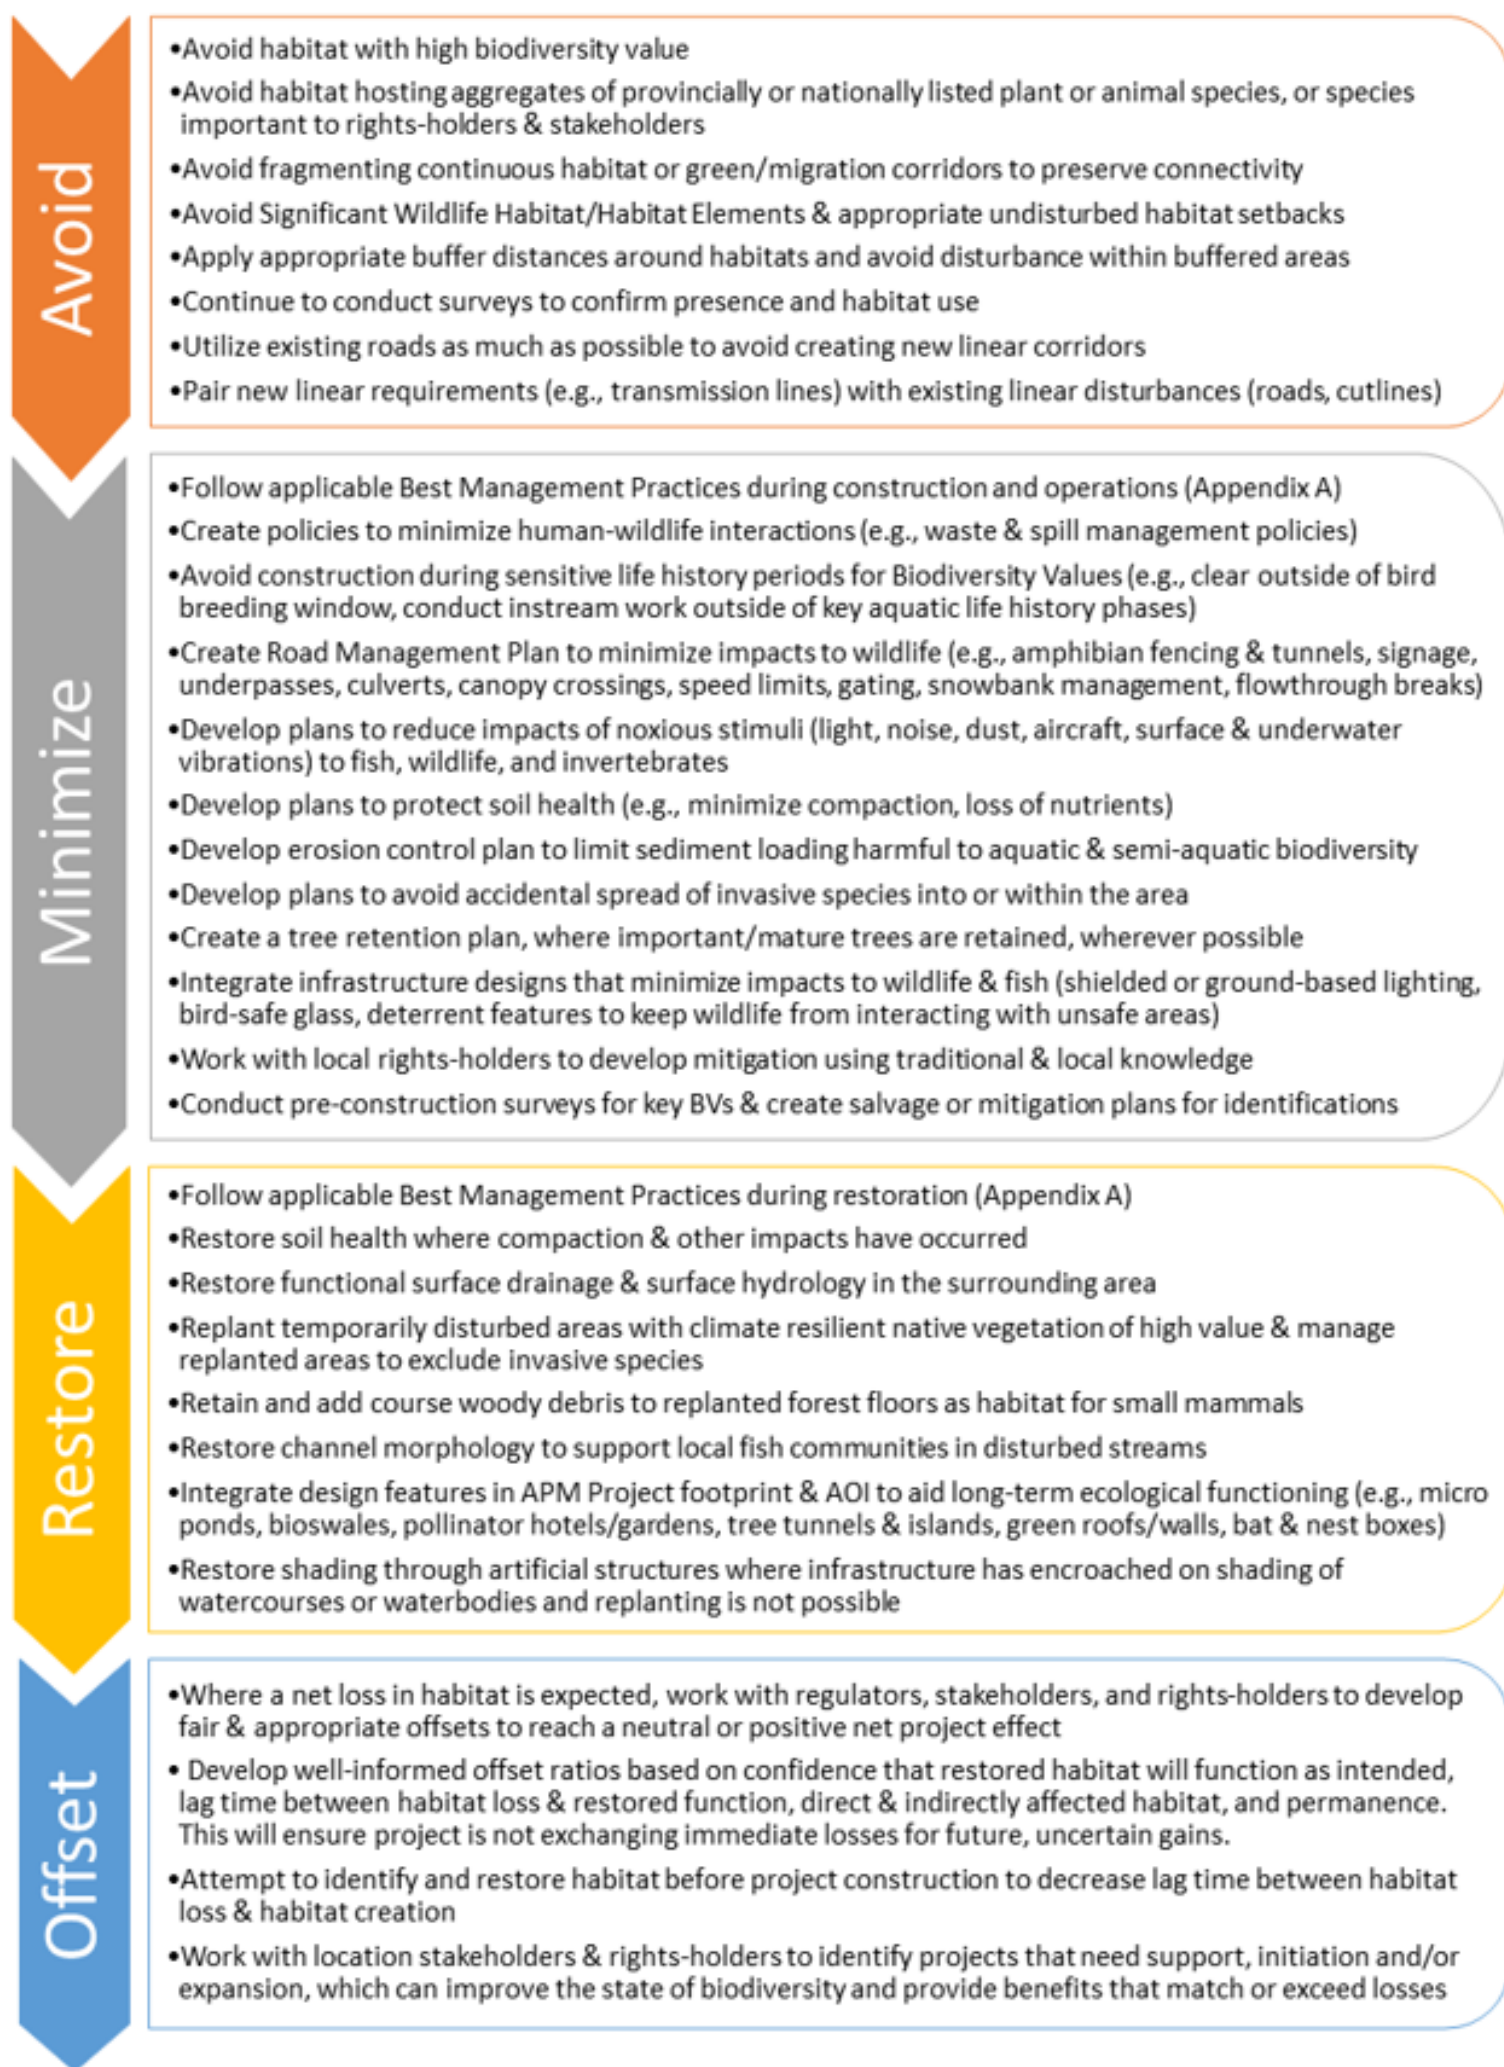 Avoid
•Avoid habitat with high biodiversity value
•Avoid habitat hosting aggregates of provincially or nationally listed plant or animal species, or species
important to rights-holders & stakeholders
•Avoid fragmenting continuous habitat or green/migration corridors to preserve connectivity
•Avoid Significant Wildlife Habitat/Habitat Elements & appropriate undisturbed habitat setbacks
•Apply appropriate buffer distances around habitats and avoid disturbance within buffered areas
•Continue to conduct surveys to confirm presence and habitat use
•Utilize existing roads as much as possible to avoid creating new linear corridors
•Pair new linear requirements (e.g., transmission lines) with existing linear disturbances (roads, cutlines)
Minimize
•Follow applicable Best Management Practices during construction and operations (Appendix A)
•Create policies to minimize human-wildlife interactions (e.g., waste & spill management policies)
•Avoid construction during sensitive life history periods for Biodiversity Values (e.g., clear outside of bird
breeding window, conduct instream work outside of key aquatic life history phases)
•Create Road Management Plan to minimize impacts to wildlife (e.g., amphibian fencing & tunnels, signage,
underpasses, culverts, canopy crossings, speed limits, gating, snowbank management, flowthrough breaks)
•Develop plans to reduce impacts of noxious stimuli (light, noise, dust, aircraft, surface & underwater
vibrations) to fish, wildlife, and invertebrates
•Develop plans to protect soil health (e.g., minimize compaction, loss of nutrients)
•Develop erosion control plan to limit sediment loading harmful to aquatic & semi-aquatic biodiversity
•Develop plans to avoid accidental spread of invasive species into or within the area
•Create a tree retention plan, where important/mature trees are retained, wherever possible
•Integrate infrastructure designs that minimize impacts to wildlife & fish (shielded or ground-based lighting,
bird-safe glass, deterrent features to keep wildlife from interacting with unsafe areas)
•Work with local rights-holders to develop mitigation using traditional & local knowledge
•Conduct pre-construction surveys for key BVs & create salvage or mitigation plans for identifications
Restore
•Follow applicable Best Management Practices during restoration (Appendix A)
•Restore soil health where compaction & other impacts have occurred
•Restore functional surface drainage & surface hydrology in the surrounding area
•Replant temporarily disturbed areas with climate resilient native vegetation of high value & manage
replanted areas to exclude invasive species
•Retain and add course woody debris to replanted forest floors as habitat for small mammals
•Restore channel morphology to support local fish communities in disturbed streams
•Integrate design features in APM Project footprint & AOI to aid long-term ecological functioning (e.g., micro
ponds, bioswales, pollinator hotels/gardens, tree tunnels & islands, green roofs/walls, bat & nest boxes)
•Restore shading through artificial structures where infrastructure has encroached on shading of
watercourses or waterbodies and replanting is not possible
Offset
•Where a net loss in habitat is expected, work with regulators, stakeholders, and rights-holders to develop
fair & appropriate offsets to reach a neutral or positive net project effect
• Develop well-informed offset ratios based on confidence that restored habitat will function as intended,
lag time between habitat loss & restored function, direct & indirectly affected habitat, and permanence.
This will ensure project is not exchanging immediate losses for future, uncertain gains.
•Attempt to identify and restore habitat before project construction to decrease lag time between habitat
loss & habitat creation
•Work with location stakeholders & rights-holders to identify projects that need support, initiation and/or
expansion, which can improve the state of biodiversity and provide benefits that match or exceed losses